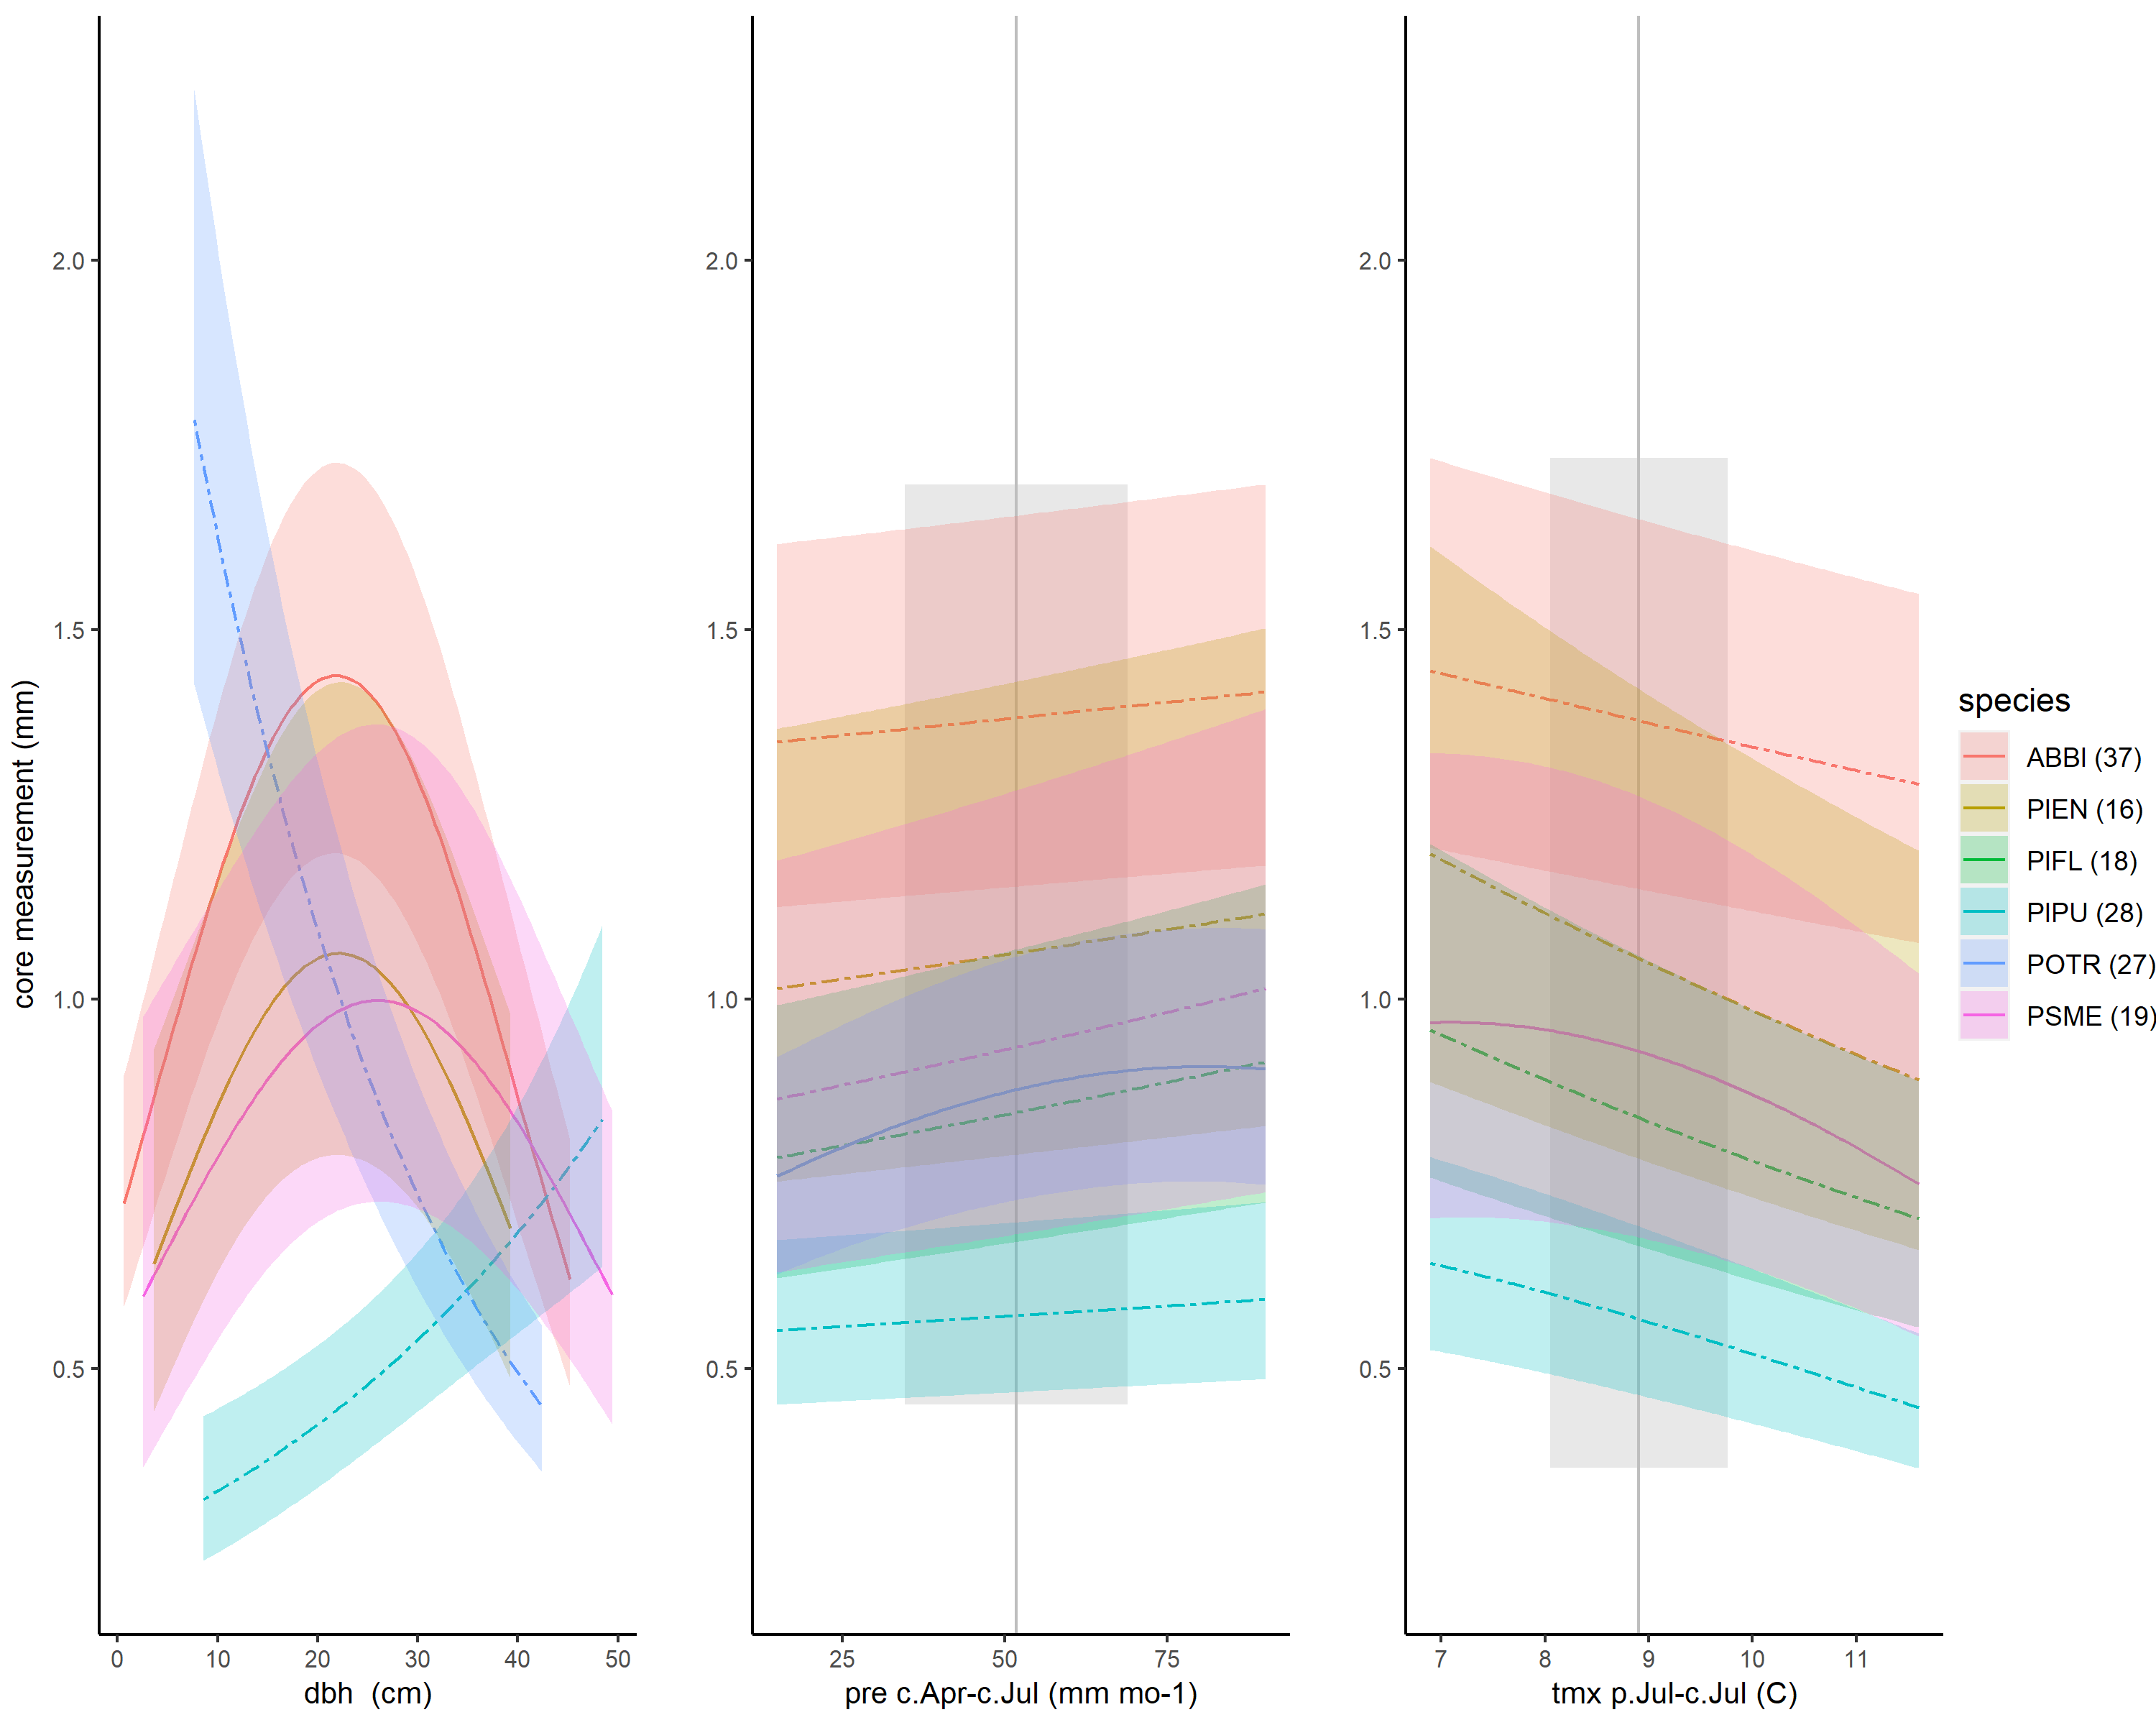 core measurement (mm)
2.0
1.5
1.0
0.5
0 10 20 30 40 50
dbh  (cm)
2.0
1.5
1.0
0.5
25 50 75
pre c.Apr-c.Jul (mm mo-1)
2.0
1.5
1.0
0.5
7 8 9 10 11
tmx p.Jul-c.Jul (C)
species
ABBI (37)
PIEN (16)
PIFL (18)
PIPU (28)
POTR (27)
PSME (19)